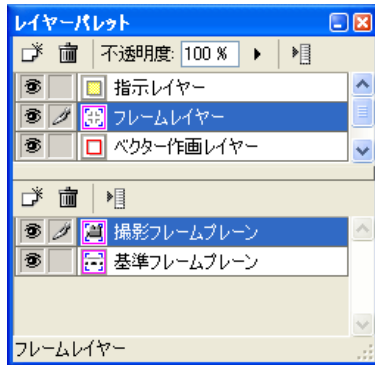 レイヤーパレット
不透明度: 100 %
指示レイヤー
フレームレイヤー
ベクター作画レイヤー
撮影フレームプレーン
基準フレームプレーン
フレームレイヤー